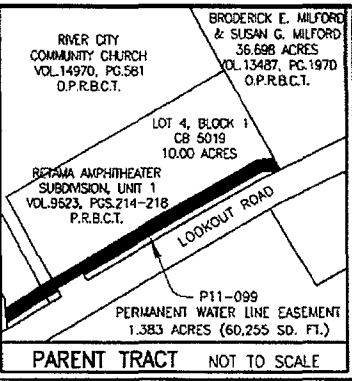 RIVER CITY
COMMUNITY CHURCH
VOL.14970, PG.581
O.P.R.B.C.T.
BRODERICK E. MILFORD
& SUSAN G. MILFORD
36.698 ACRES
VOL.13487, PG.1970
O.P.R.B.C.T.
LOT 4, BLOCK 1
CB 5019
10.00 ACRES
RETAMA AMPHITHEATER
SUBDIVISION, UNIT 1
VOL.9523, PGS.214-218
P.R.B.C.T.
LOOKOUT ROAD
P11-099
PERMANENT WATER LINE EASEMENT
1.383 ACRES (60,255 SQ. FT.)
PARENT TRACT NOT TO SCALE